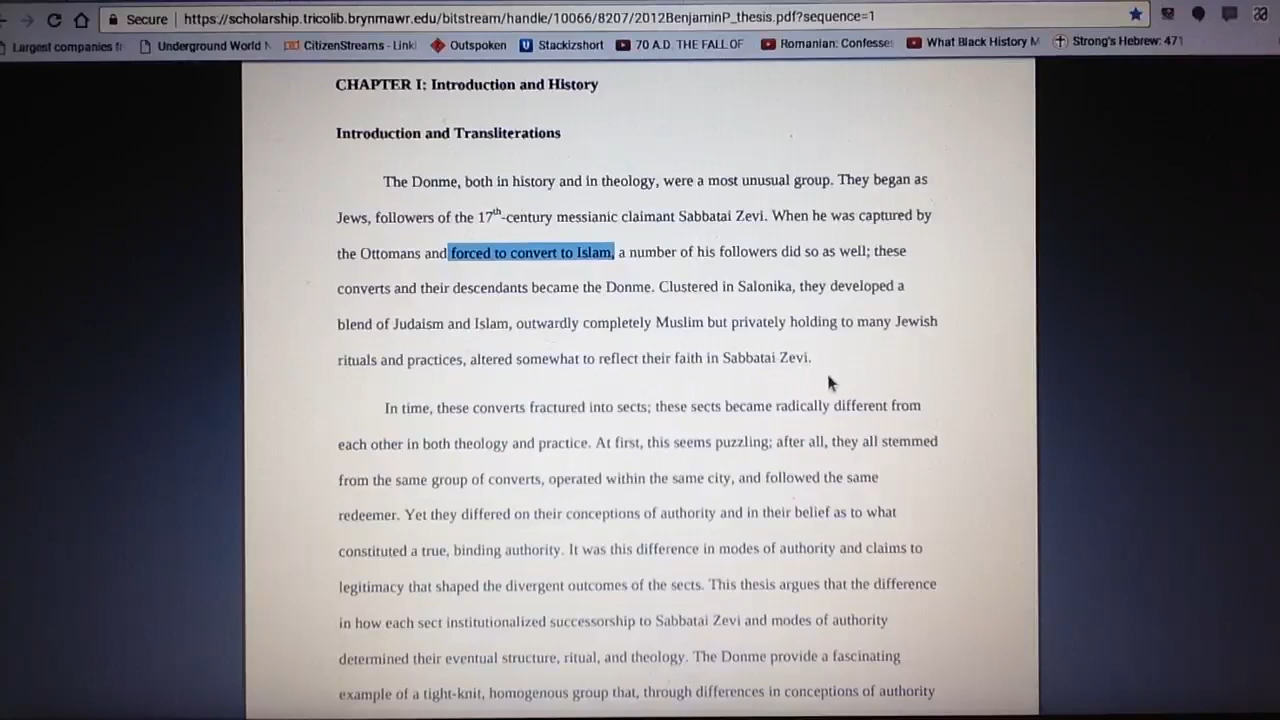 Secure https://scholarship.tricolib.brynmawr.edu/bitstream/handle/10066/8207/2012BenjaminP_thesis.pdf?sequence=1
Largest companies Underground World CitizenStreams - Link Outspoken Stackizshort 70 A.D. THE FALL OF Romanian: Confesse What Black History M Strong's Hebrew: 471
CHAPTER I: Introduction and History
Introduction and Transliterations
The Donme, both in history and in theology, were a most unusual group. They began as
Jews, followers of the 17th-century messianic claimant Sabbatai Zevi. When he was captured by
the Ottomans and forced to convert to Islam, a number of his followers did so as well; these
converts and their descendants became the Donme. Clustered in Salonika, they developed a
blend of Judaism and Islam, outwardly completely Muslim but privately holding to many Jewish
rituals and practices, altered somewhat to reflect their faith in Sabbatai Zevi.
In time, these converts fractured into sects; these sects became radically different from
each other in both theology and practice. At first, this seems puzzling; after all, they all stemmed
from the same group of converts, operated within the same city, and followed the same
redeemer. Yet they differed on their conceptions of authority and in their belief as to what
constituted a true, binding authority. It was this difference in modes of authority and claims to
legitimacy that shaped the divergent outcomes of the sects. This thesis argues that the difference
in how each sect institutionalized successorship to Sabbatai Zevi and modes of authority
determined their eventual structure, ritual, and theology. The Donme provide a fascinating
example of a tight-knit, homogenous group that, through differences in conceptions of authority